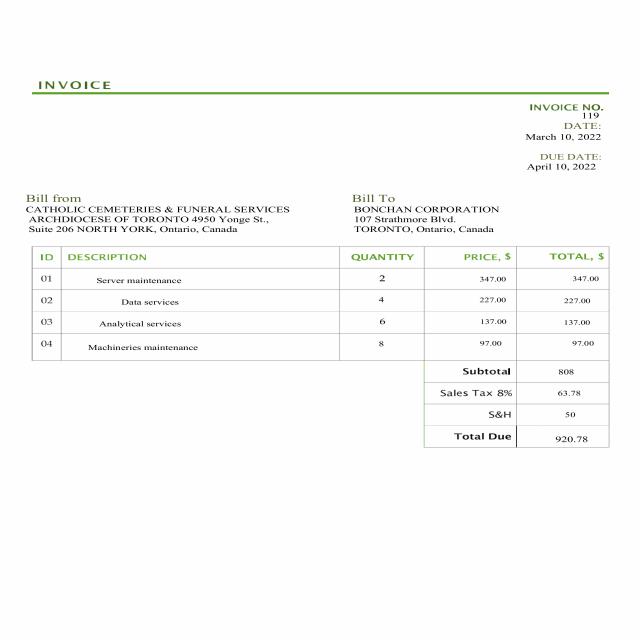 INVOICE
INVOICE NO.
119
DATE:
March 10, 2022
DUE DATE:
April 10, 2022
Bill from
CATHOLIC CEMETERIES & FUNERAL SERVICES
ARCHDIOCESE OF TORONTO 4950 Yonge St.,
Suite 206 NORTH YORK, Ontario, Canada
Bill To
BONCHAN CORPORATION
107 Strathmore Blvd.
TORONTO, Ontario, Canada
ID DESCRIPTION QUANTITY PRICE, $ TOTAL, $
01 Server maintenance 2 347.00 347.00
02 Data services 4 227.00 227.00
03 Analytical services 6 137.00 137.00
04 Machineries maintenance 8 97.00 97.00
Subtotal 808
Sales Tax 8% 63.78
S&H 50
Total Due 920.78